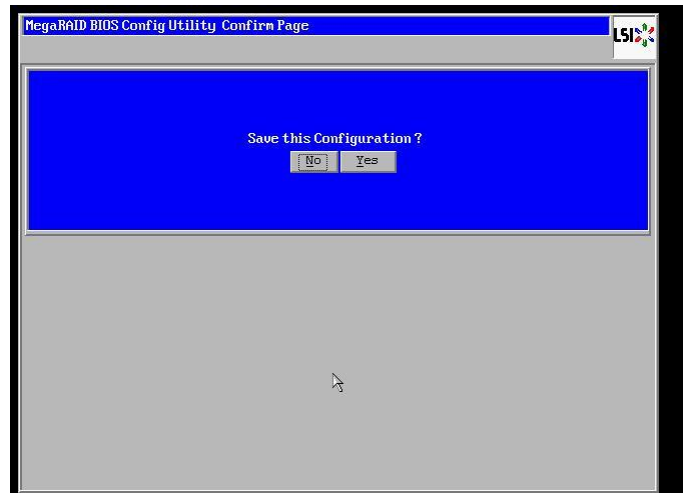 MegaRAID BIOS Config Utility Confirm Page
LSI
Save this Configuration ?
No Yes